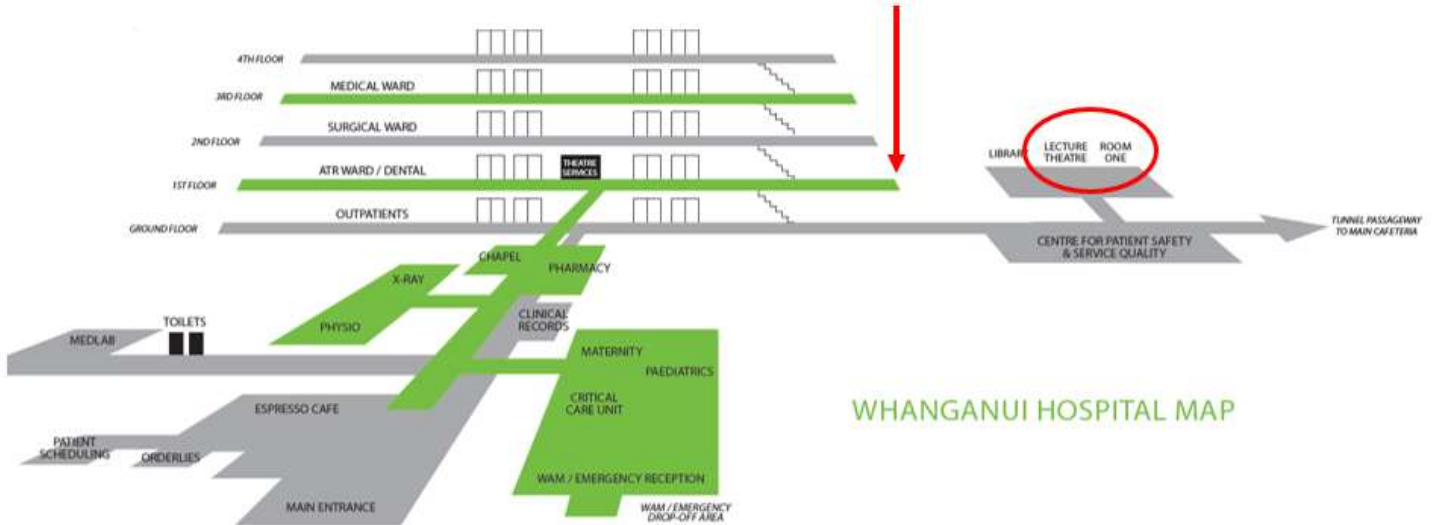 4TH FLOOR
MEDICAL WARD
3RD FLOOR
SURGICAL WARD
2ND FLOOR
THEATRE
SERVICES
ATR WARD / DENTAL
1ST FLOOR
OUTPATIENTS
GROUND FLOOR
LIBRARY
LECTURE
THEATRE
ROOM
ONE
TUNNEL PASSAGEWAY
TO MAIN CAFETERIA
CENTRE FOR PATIENT SAFETY
& SERVICE QUALITY
CHAPEL
PHARMACY
X-RAY
PHYSIO
CLINICAL
RECORDS
TOILETS
MEDLAB
MATERNITY
PAEDIATRICS
CRITICAL
CARE UNIT
ESPRESSO CAFE
WHANGANUI HOSPITAL MAP
PATIENT
SCHEDULING
ORDERLIES
WAM / EMERGENCY RECEPTION
MAIN ENTRANCE
WAM / EMERGENCY
DROP-OFF AREA